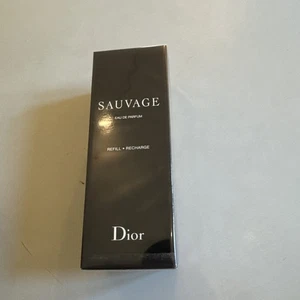 SAUVAGE
EAU DE PARFUM
REFILL • RECHARGE
Dior